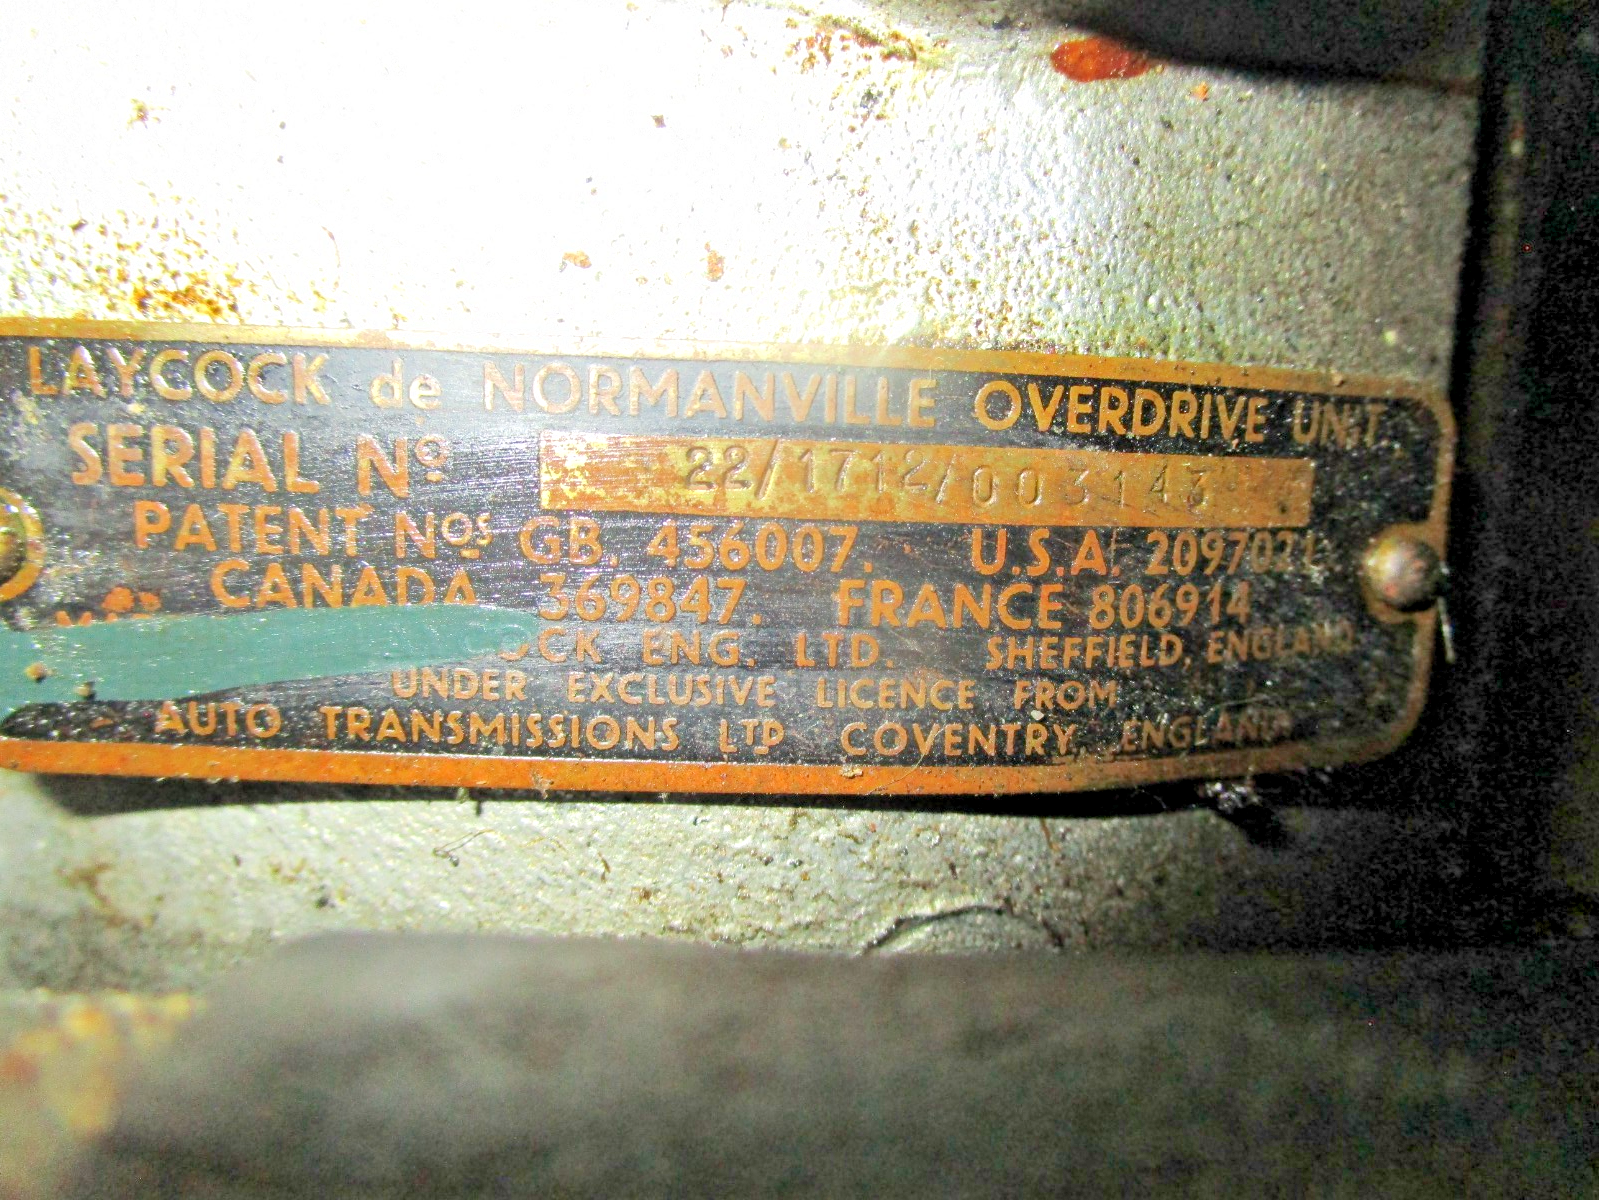 LAYCOCK de NORMANVILLE OVERDRIVE UNIT
SERIAL Nº 22/1712/003143
PATENT Nºs GB. 456007. U.S.A. 2097021
CANADA 369847. FRANCE 806914
OCK ENG. LTD. SHEFFIELD, ENGLAND
UNDER EXCLUSIVE LICENCE FROM
AUTO TRANSMISSIONS LTD COVENTRY, ENGLAND